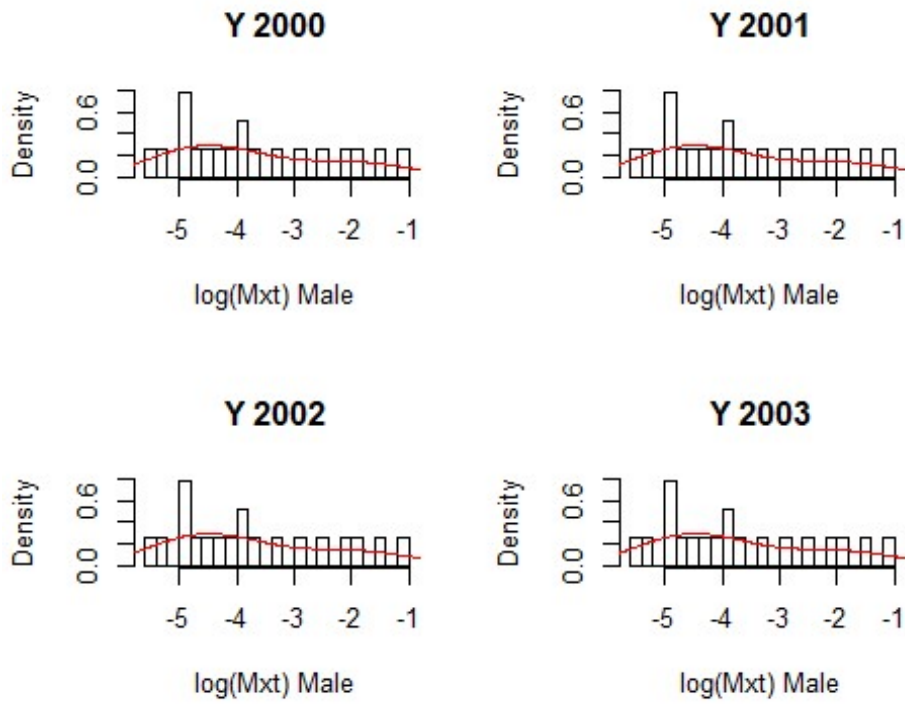 Y 2000
Density
0.0 0.6
-5 -4 -3 -2 -1
log(Mxt) Male
Y 2001
Density
0.0 0.6
-5 -4 -3 -2 -1
log(Mxt) Male
Y 2002
Density
0.0 0.6
-5 -4 -3 -2 -1
log(Mxt) Male
Y 2003
Density
0.0 0.6
-5 -4 -3 -2 -1
log(Mxt) Male